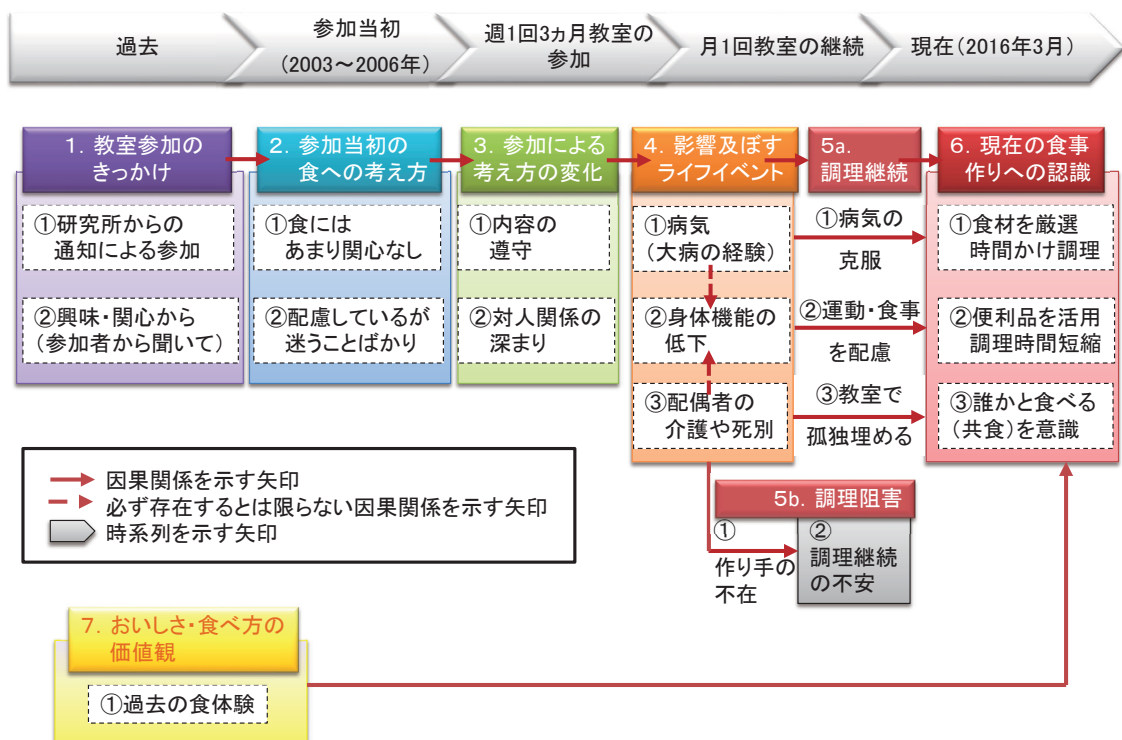 過去
参加当初
(2003～2006年)
週1回3ヵ月教室の
参加
月1回教室の継続
現在(2016年3月)
1. 教室参加の
きっかけ
①研究所からの
通知による参加
②興味・関心から
(参加者から聞いて)
2. 参加当初の
食への考え方
①食には
あまり関心なし
②配慮しているが
迷うことばかり
3. 参加による
考え方の変化
①内容の
遵守
②対人関係の
深まり
4. 影響及ぼす
ライフイベント
①病気
(大病の経験)
②身体機能の
低下
③配偶者の
介護や死別
5a.
調理継続
①病気の
克服
②運動・食事
を配慮
③教室で
孤独埋める
6. 現在の食事
作りへの認識
①食材を厳選
時間かけ調理
②便利品を活用
調理時間短縮
③誰かと食べる
(共食)を意識
5b. 調理阻害
①
作り手の
不在
②
調理継続
の不安
因果関係を示す矢印
必ず存在するとは限らない因果関係を示す矢印
時系列を示す矢印
7. おいしさ・食べ方の
価値観
①過去の食体験